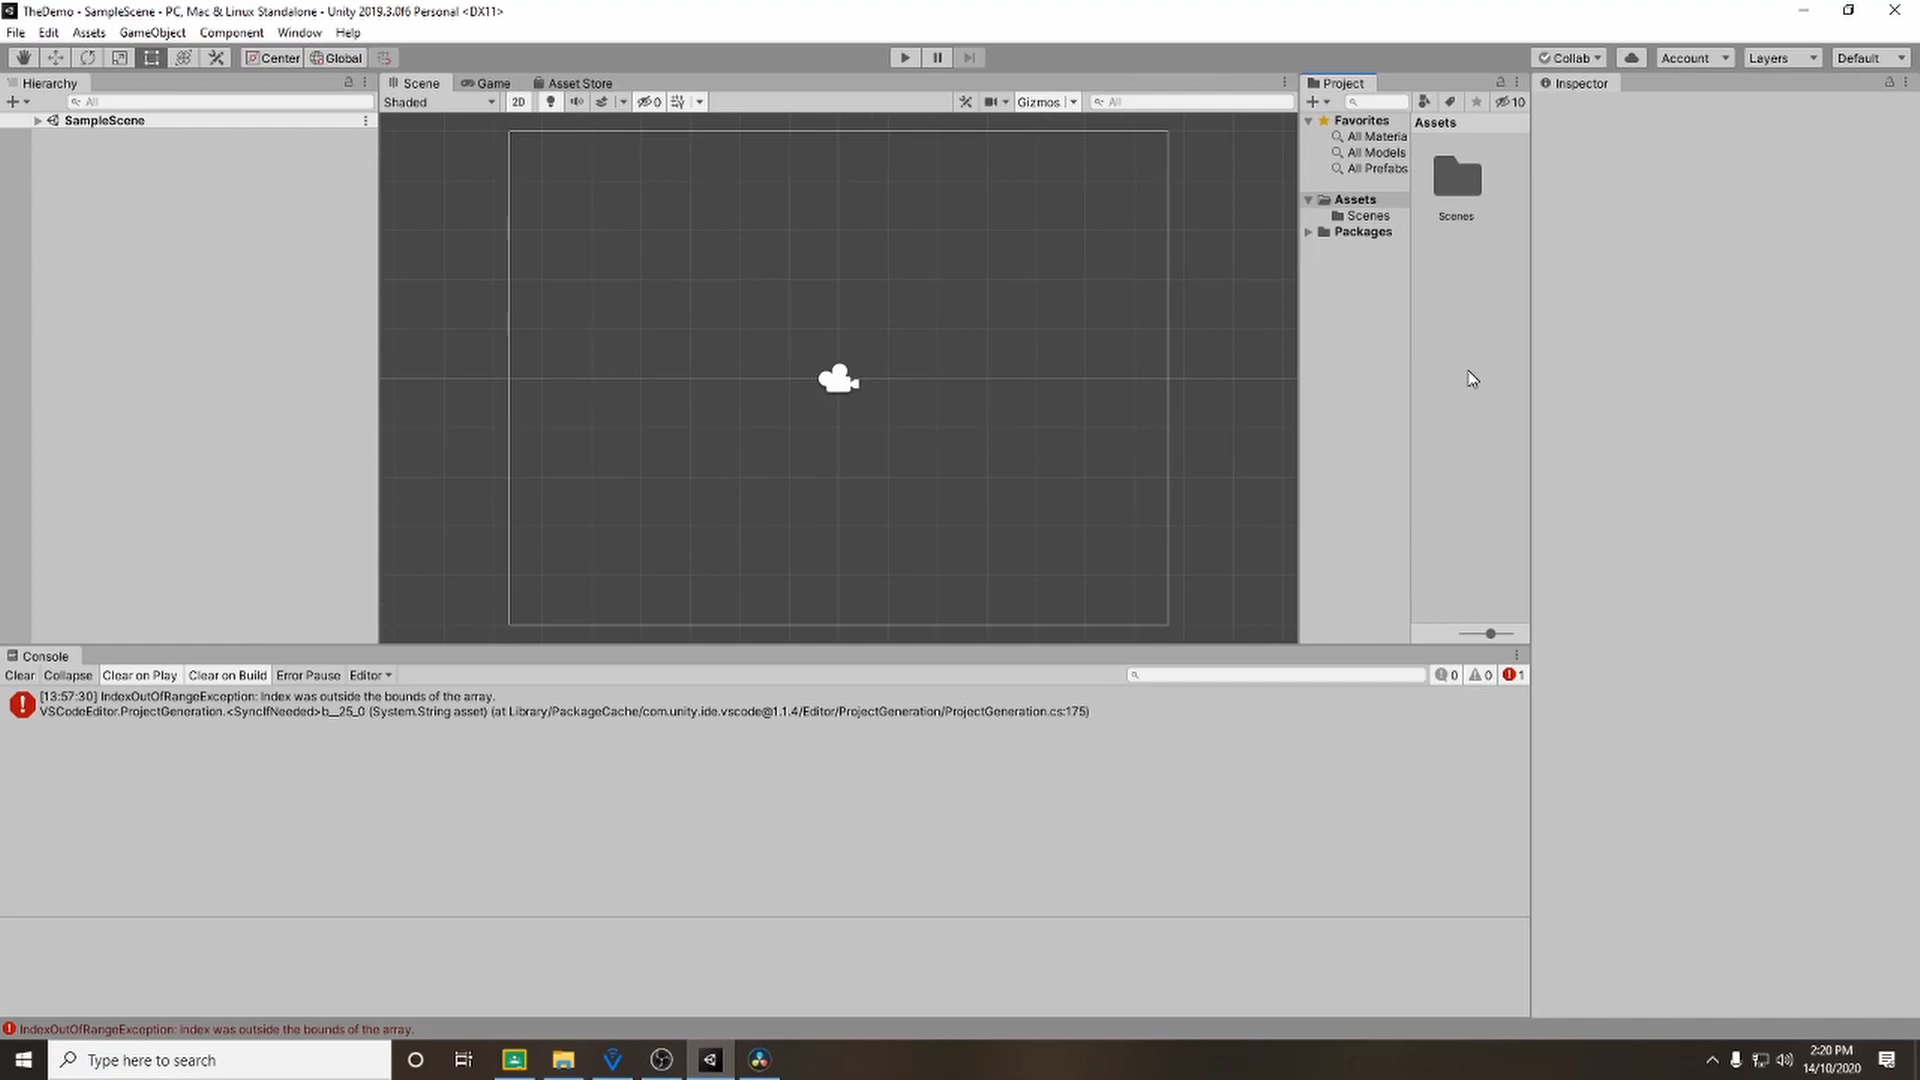 TheDemo - SampleScene - PC, Mac & Linux Standalone - Unity 2019.3.0f6 Personal <DX11>
File Edit Assets GameObject Component Window Help
Center Global Collab Account Layers Default
Hierarchy Scene Game Asset Store Project Inspector
All Shaded 2D 0 Gizmos All 10
SampleScene
Favorites
All Materia
All Models
All Prefabs
Assets
Scenes
Packages
Assets
Scenes
Console
Clear Collapse Clear on Play Clear on Build Error Pause Editor 0 0 1
[13:57:30] IndexOutOfRangeException: Index was outside the bounds of the array.
VSCodeEditor.ProjectGeneration.<SyncIfNeeded>b__25_0 (System.String asset) (at Library/PackageCache/com.unity.ide.vscode@1.1.4/Editor/ProjectGeneration/ProjectGeneration.cs:175)
IndexOutOfRangeException: Index was outside the bounds of the array.
Type here to search
2:20 PM
14/10/2020